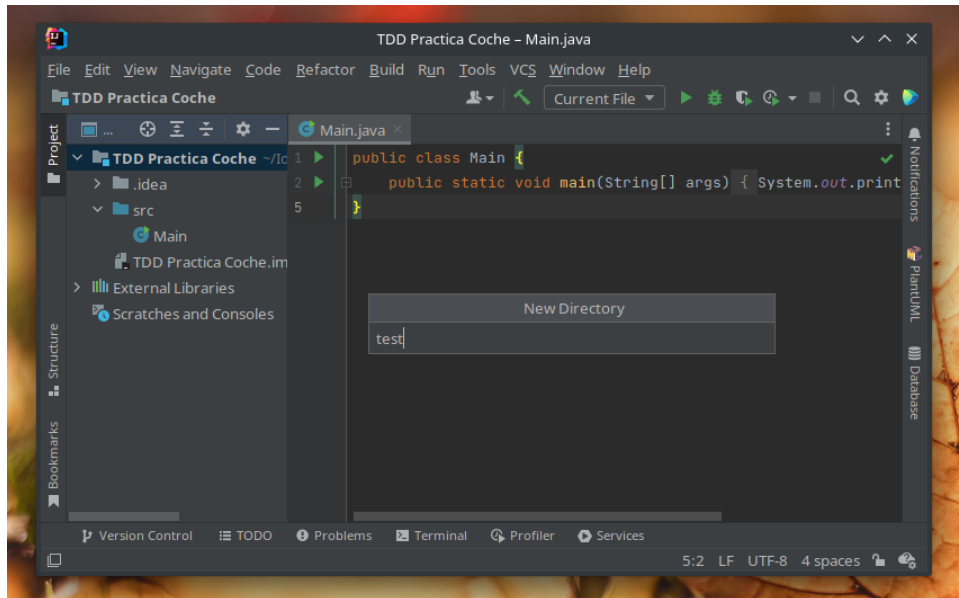 TDD Practica Coche – Main.java
File Edit View Navigate Code Refactor Build Run Tools VCS Window Help
TDD Practica Coche
Current File
Project
...
Main.java
TDD Practica Coche ~/Id
.idea
src
Main
TDD Practica Coche.im
External Libraries
Scratches and Consoles
1 public class Main {
2 public static void main(String[] args) { System.out.print
5 }
New Directory
test
Notifications
PlantUML
Database
Structure
Bookmarks
Version Control TODO Problems Terminal Profiler Services
5:2 LF UTF-8 4 spaces